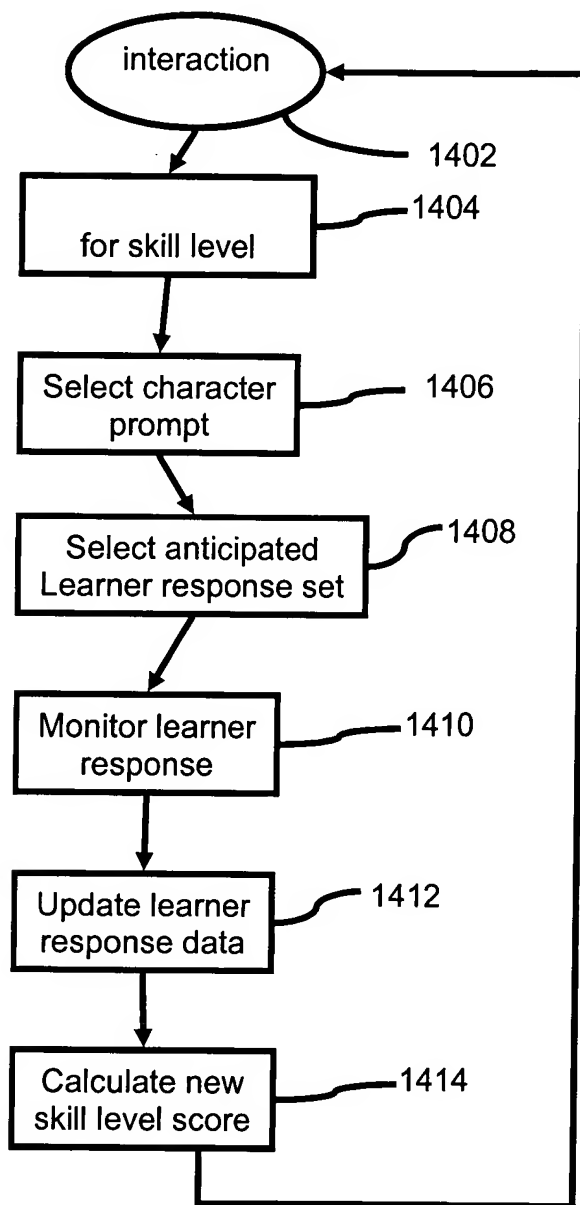 interaction
1402
1404
for skill level
Select character
prompt
1406
Select anticipated
Learner response set
1408
Monitor learner
response
1410
Update learner
response data
1412
Calculate new
skill level score
1414